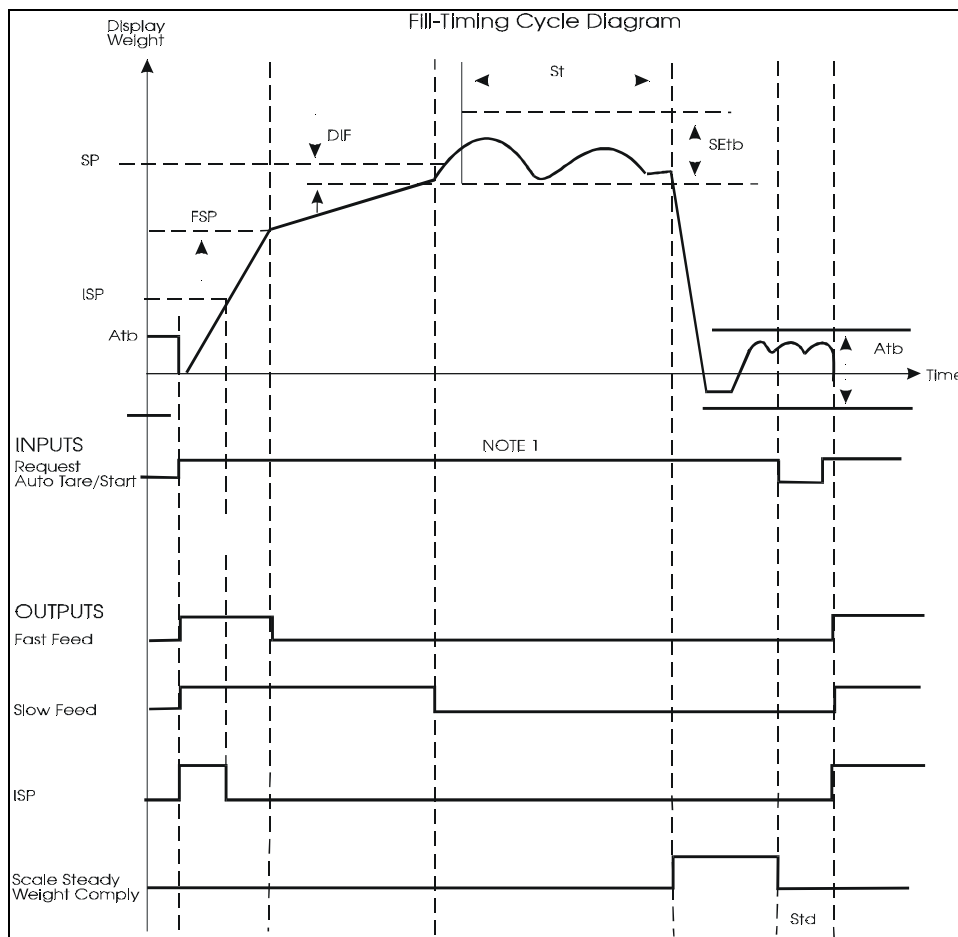 Fill-Timing Cycle Diagram
Display
Weight
St
DIF
SEtb
SP
FSP
ISP
Atb
Atb
Time
INPUTS
NOTE 1
Request
Auto Tare/Start
OUTPUTS
Fast Feed
Slow Feed
ISP
Scale Steady
Weight Comply
Std